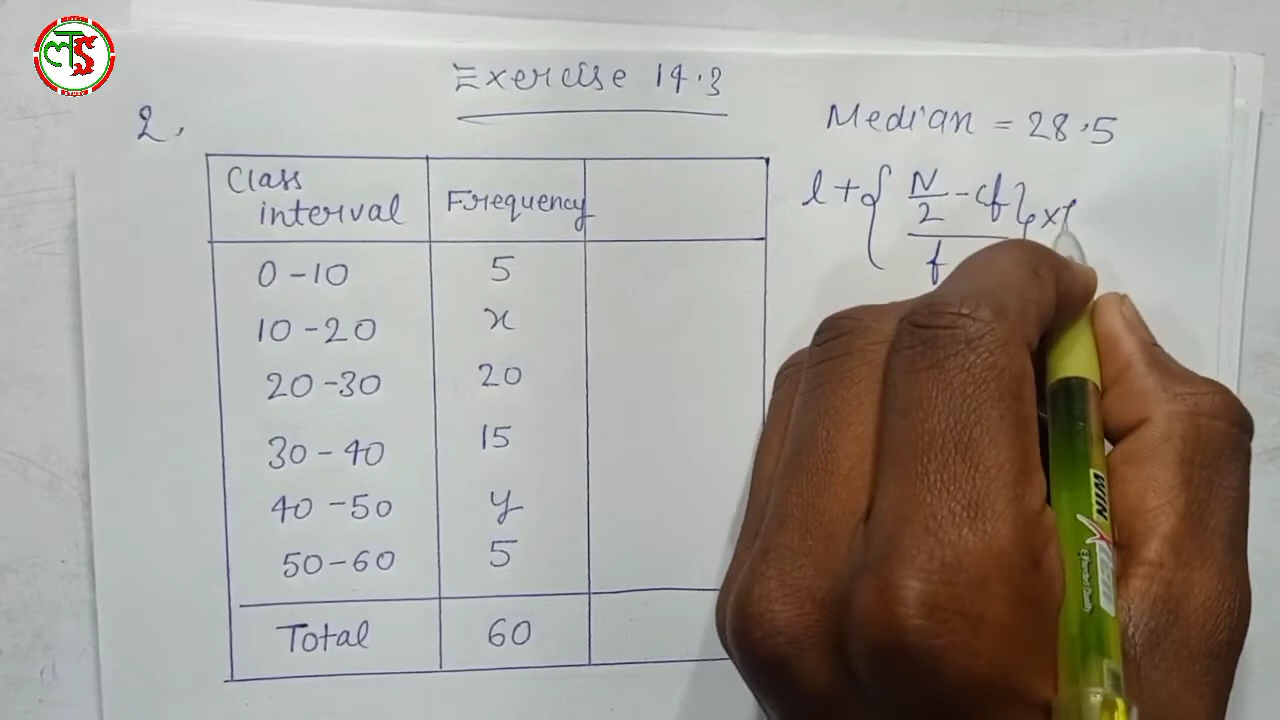 Exercise 14.3
2.
Median = 28.5
l + { N/2 - cf / f } ×
Class interval | Frequency
0 - 10 | 5
10 - 20 | x
20 - 30 | 20
30 - 40 | 15
40 - 50 | y
50 - 60 | 5
Total | 60
WIN